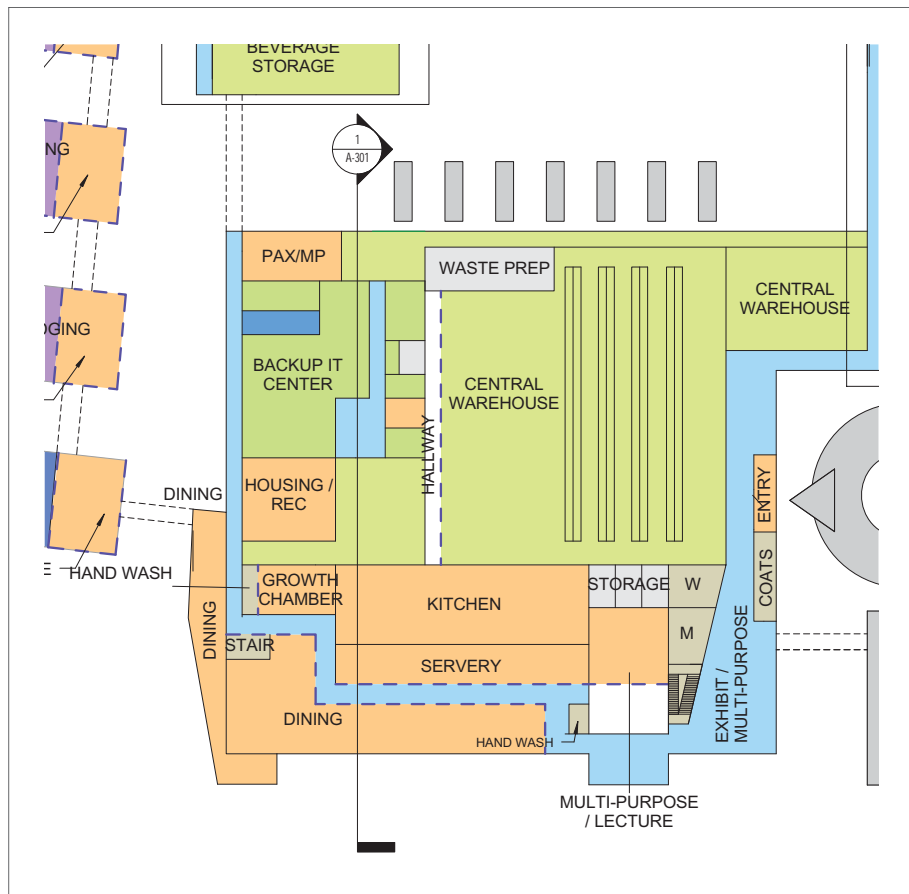 BEVERAGE
STORAGE
1
A-301
NG
PAX/MP
WASTE PREP
CENTRAL
WAREHOUSE
GING
BACKUP IT
CENTER
CENTRAL
WAREHOUSE
HALLWAY
HOUSING /
REC
DINING
ENTRY
E
HAND WASH
GROWTH
CHAMBER
KITCHEN
STORAGE
W
COATS
DINING
STAIR
SERVERY
M
EXHIBIT /
MULTI-PURPOSE
DINING
HAND WASH
MULTI-PURPOSE
/ LECTURE